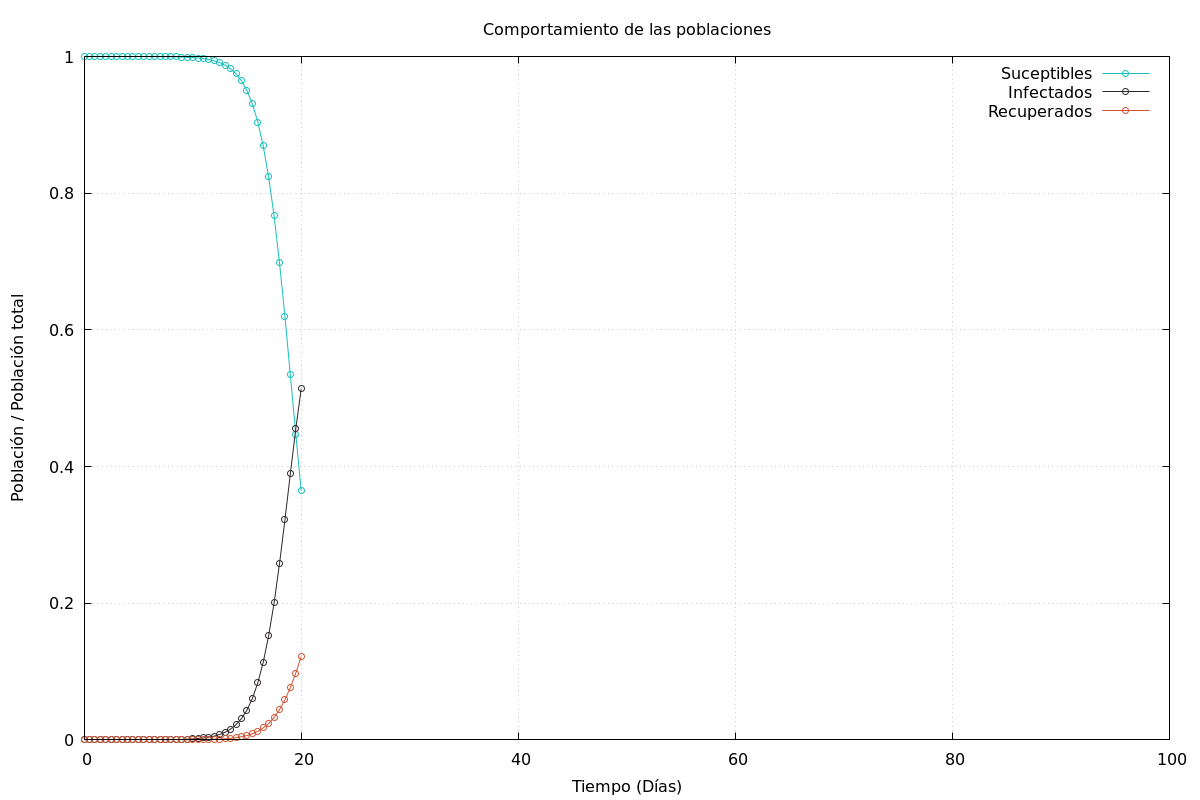 Comportamiento de las poblaciones
Suceptibles
Infectados
Recuperados
Población / Población total
1
0.8
0.6
0.4
0.2
0
0 20 40 60 80 100
Tiempo (Días)